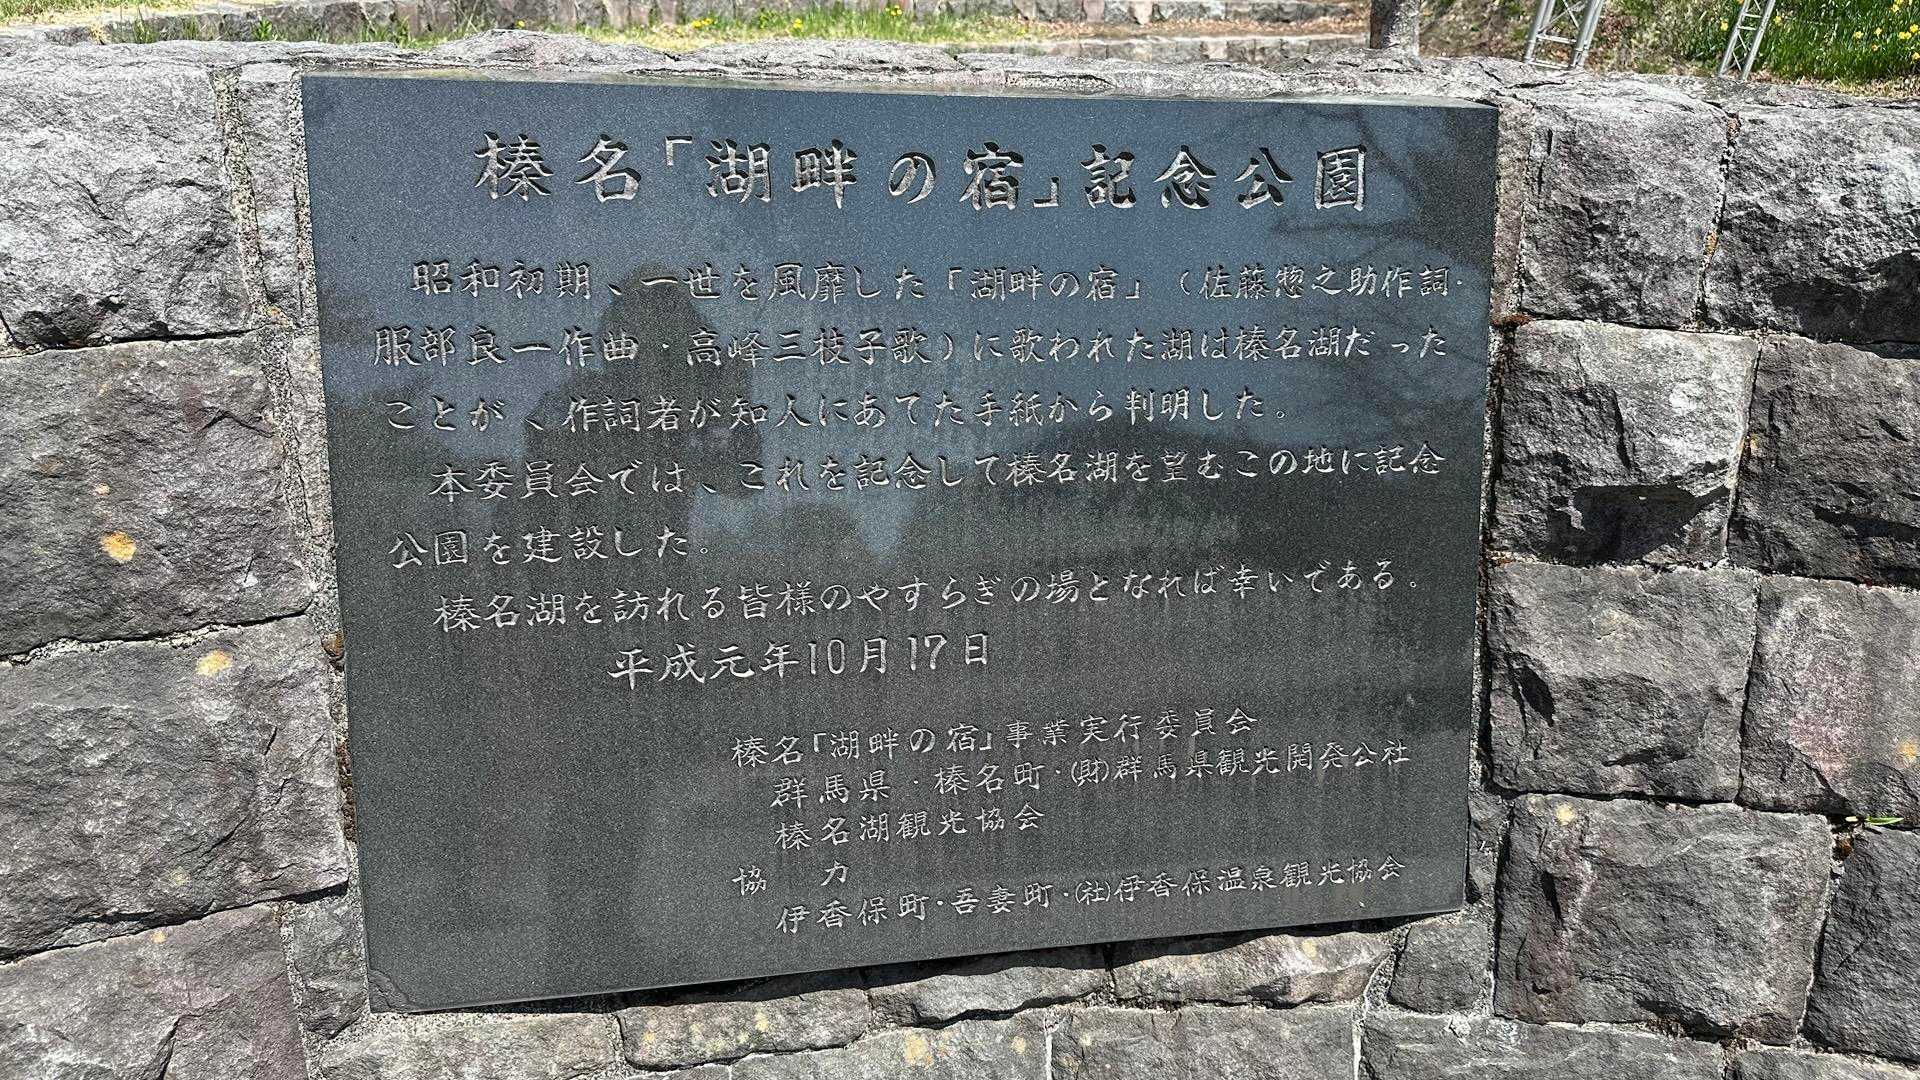 榛名「湖畔の宿」記念公園
昭和初期、一世を風靡した「湖畔の宿」（佐藤惣之助作詞・
服部良一作曲・高峰三枝子歌）に歌われた湖は榛名湖だった
ことが、作詞者が知人にあてた手紙から判明した。
本委員会では、これを記念して榛名湖を望むこの地に記念
公園を建設した。
榛名湖を訪れる皆様のやすらぎの場となれば幸いである。
平成元年10月17日
榛名「湖畔の宿」事業実行委員会
群馬県・榛名町・(財)群馬県観光開発公社
榛名湖観光協会
協　力
伊香保町・吾妻町・(社)伊香保温泉観光協会